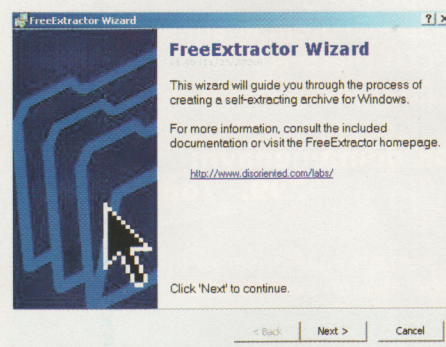 FreeExtractor Wizard
FreeExtractor Wizard
This wizard will guide you through the process of
creating a self-extracting archive for Windows.
For more information, consult the included
documentation or visit the FreeExtractor homepage.
http://www.disoriented.com/labs/
Click 'Next' to continue.
< Back
Next >
Cancel